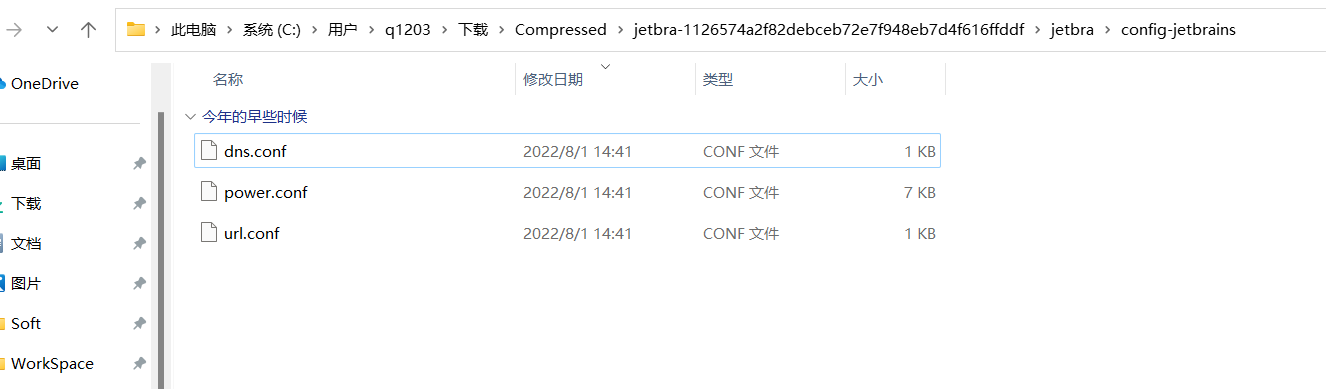 此电脑 › 系统 (C:) › 用户 › q1203 › 下载 › Compressed › jetbra-1126574a2f82debceb72e7f948eb7d4f616ffddf › jetbra › config-jetbrains
OneDrive
桌面
下载
文档
图片
Soft
WorkSpace
名称 修改日期 类型 大小
今年的早些时候
dns.conf 2022/8/1 14:41 CONF 文件 1 KB
power.conf 2022/8/1 14:41 CONF 文件 7 KB
url.conf 2022/8/1 14:41 CONF 文件 1 KB